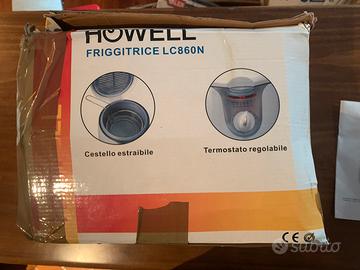 HOWELL
FRIGGITRICE LC860N
Cestello estraibile
Termostato regolabile
CE
subito